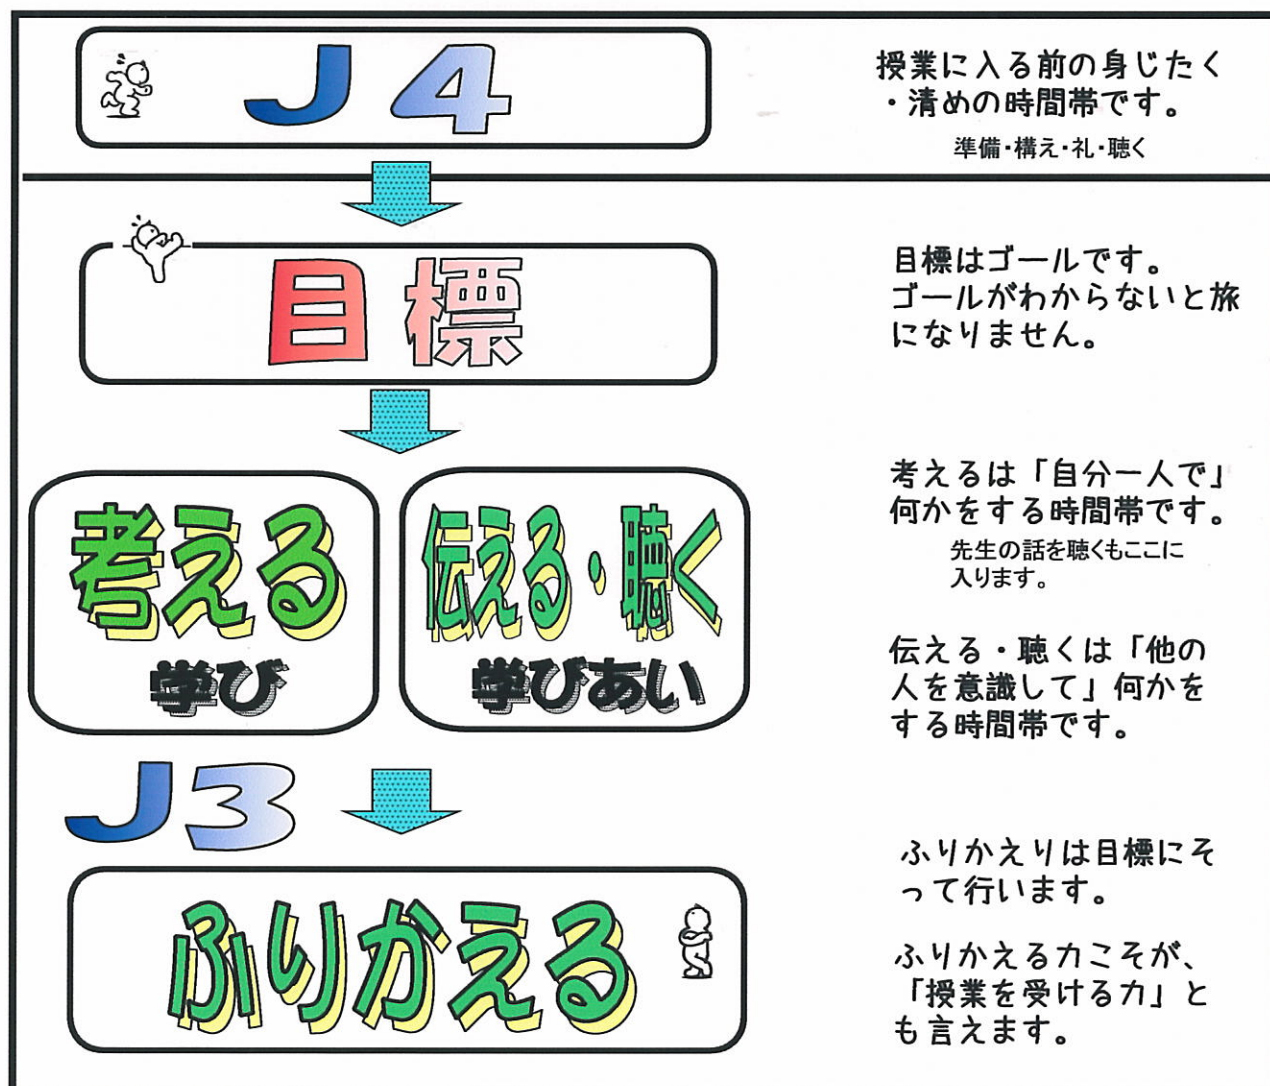 J4
授業に入る前の身じたく
・清めの時間帯です。
準備・構え・礼・聴く
目標
目標はゴールです。
ゴールがわからないと旅
になりません。
考える
学び
伝える・聴く
学びあい
考えるは「自分一人で」
何かをする時間帯です。
先生の話を聴くもここに
入ります。
伝える・聴くは「他の
人を意識して」何かを
する時間帯です。
J3
ふりかえる
ふりかえりは目標にそ
って行います。
ふりかえる力こそが、
「授業を受ける力」と
も言えます。